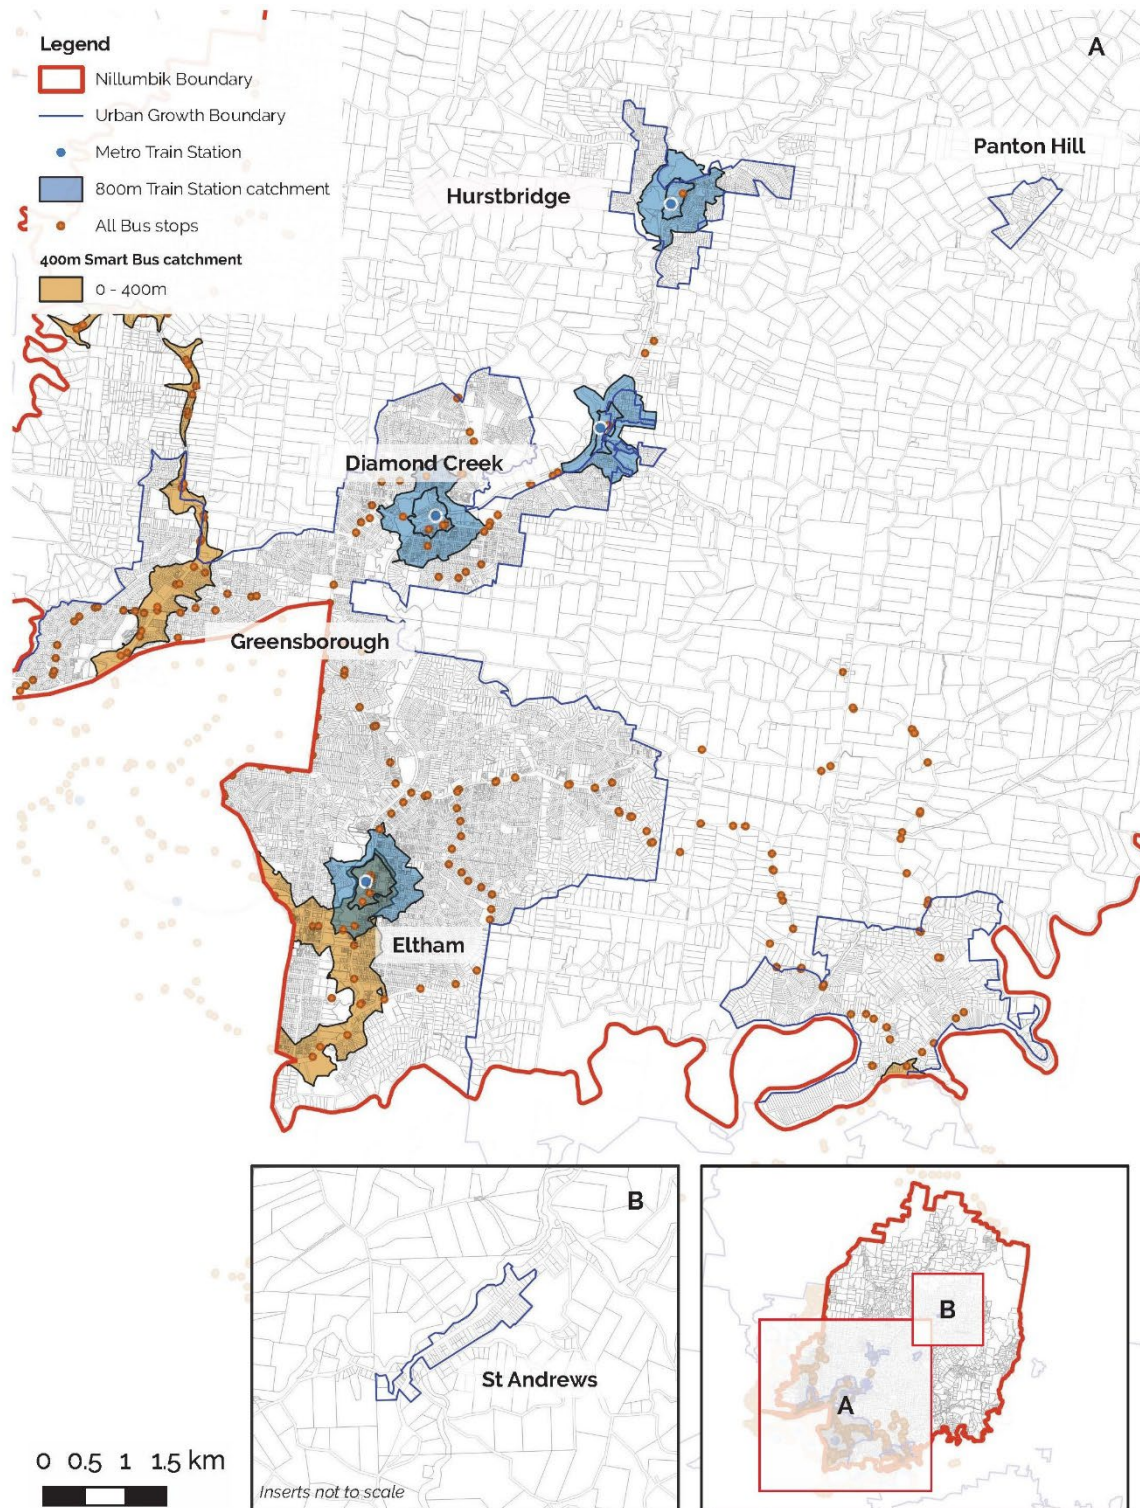 Legend
Nillumbik Boundary
Urban Growth Boundary
Metro Train Station
800m Train Station catchment
All Bus stops
400m Smart Bus catchment
0 - 400m
A
Panton Hill
Hurstbridge
Diamond Creek
Greensborough
Eltham
B
St Andrews
Inserts not to scale
B
A
0 0.5 1 1.5 km